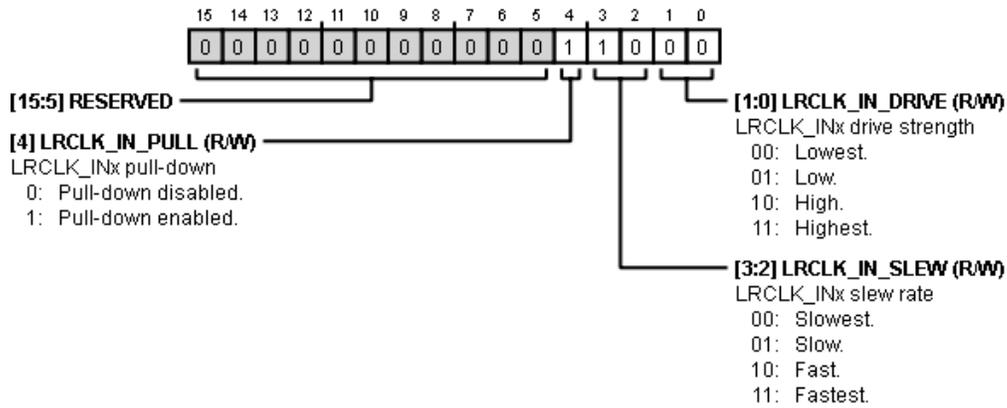 15 14 13 12 11 10 9 8 7 6 5 4 3 2 1 0
0 0 0 0 0 0 0 0 0 0 0 1 1 0 0 0
[15:5] RESERVED
[4] LRCLK_IN_PULL (R/W)
LRCLK_INx pull-down
0: Pull-down disabled.
1: Pull-down enabled.
[1:0] LRCLK_IN_DRIVE (R/W)
LRCLK_INx drive strength
00: Lowest.
01: Low.
10: High.
11: Highest.
[3:2] LRCLK_IN_SLEW (R/W)
LRCLK_INx slew rate
00: Slowest.
01: Slow.
10: Fast.
11: Fastest.